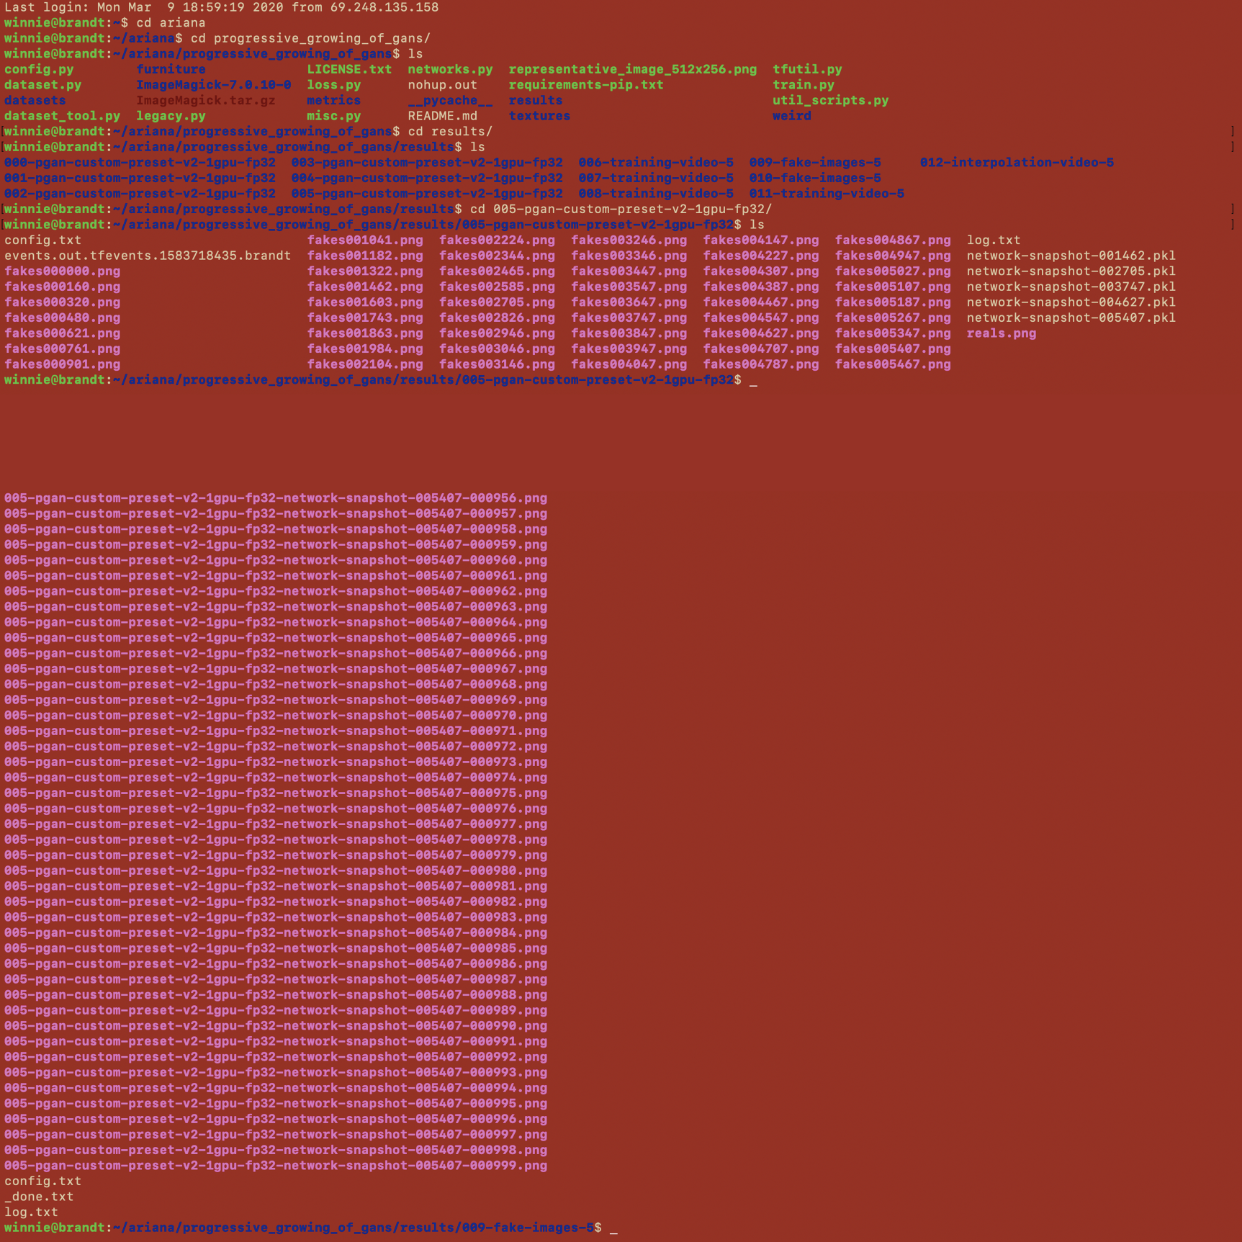 Last login: Mon Mar  9 18:59:19 2020 from 69.248.135.158
winnie@brandt:~$ cd ariana
winnie@brandt:~/ariana$ cd progressive_growing_of_gans/
winnie@brandt:~/ariana/progressive_growing_of_gans$ ls
config.py        furniture             LICENSE.txt  networks.py  representative_image_512x256.png  tfutil.py
dataset.py       ImageMagick-7.0.10-0  loss.py      nohup.out    requirements-pip.txt              train.py
datasets         ImageMagick.tar.gz    metrics      __pycache__  results                           util_scripts.py
dataset_tool.py  legacy.py             misc.py      README.md    textures                          weird
winnie@brandt:~/ariana/progressive_growing_of_gans$ cd results/
winnie@brandt:~/ariana/progressive_growing_of_gans/results$ ls
000-pgan-custom-preset-v2-1gpu-fp32  003-pgan-custom-preset-v2-1gpu-fp32  006-training-video-5  009-fake-images-5     012-interpolation-video-5
001-pgan-custom-preset-v2-1gpu-fp32  004-pgan-custom-preset-v2-1gpu-fp32  007-training-video-5  010-fake-images-5
002-pgan-custom-preset-v2-1gpu-fp32  005-pgan-custom-preset-v2-1gpu-fp32  008-training-video-5  011-training-video-5
winnie@brandt:~/ariana/progressive_growing_of_gans/results$ cd 005-pgan-custom-preset-v2-1gpu-fp32/
winnie@brandt:~/ariana/progressive_growing_of_gans/results/005-pgan-custom-preset-v2-1gpu-fp32$ ls
config.txt                             fakes001041.png  fakes002224.png  fakes003246.png  fakes004147.png  fakes004867.png  log.txt
events.out.tfevents.1583718435.brandt  fakes001182.png  fakes002344.png  fakes003346.png  fakes004227.png  fakes004947.png  network-snapshot-001462.pkl
fakes000000.png                        fakes001322.png  fakes002465.png  fakes003447.png  fakes004307.png  fakes005027.png  network-snapshot-002705.pkl
fakes000160.png                        fakes001462.png  fakes002585.png  fakes003547.png  fakes004387.png  fakes005107.png  network-snapshot-003747.pkl
fakes000320.png                        fakes001603.png  fakes002705.png  fakes003647.png  fakes004467.png  fakes005187.png  network-snapshot-004627.pkl
fakes000480.png                        fakes001743.png  fakes002826.png  fakes003747.png  fakes004547.png  fakes005267.png  network-snapshot-005407.pkl
fakes000621.png                        fakes001863.png  fakes002946.png  fakes003847.png  fakes004627.png  fakes005347.png  reals.png
fakes000761.png                        fakes001984.png  fakes003046.png  fakes003947.png  fakes004707.png  fakes005407.png
fakes000901.png                        fakes002104.png  fakes003146.png  fakes004047.png  fakes004787.png  fakes005467.png
winnie@brandt:~/ariana/progressive_growing_of_gans/results/005-pgan-custom-preset-v2-1gpu-fp32$ _
005-pgan-custom-preset-v2-1gpu-fp32-network-snapshot-005407-000956.png
005-pgan-custom-preset-v2-1gpu-fp32-network-snapshot-005407-000957.png
005-pgan-custom-preset-v2-1gpu-fp32-network-snapshot-005407-000958.png
005-pgan-custom-preset-v2-1gpu-fp32-network-snapshot-005407-000959.png
005-pgan-custom-preset-v2-1gpu-fp32-network-snapshot-005407-000960.png
005-pgan-custom-preset-v2-1gpu-fp32-network-snapshot-005407-000961.png
005-pgan-custom-preset-v2-1gpu-fp32-network-snapshot-005407-000962.png
005-pgan-custom-preset-v2-1gpu-fp32-network-snapshot-005407-000963.png
005-pgan-custom-preset-v2-1gpu-fp32-network-snapshot-005407-000964.png
005-pgan-custom-preset-v2-1gpu-fp32-network-snapshot-005407-000965.png
005-pgan-custom-preset-v2-1gpu-fp32-network-snapshot-005407-000966.png
005-pgan-custom-preset-v2-1gpu-fp32-network-snapshot-005407-000967.png
005-pgan-custom-preset-v2-1gpu-fp32-network-snapshot-005407-000968.png
005-pgan-custom-preset-v2-1gpu-fp32-network-snapshot-005407-000969.png
005-pgan-custom-preset-v2-1gpu-fp32-network-snapshot-005407-000970.png
005-pgan-custom-preset-v2-1gpu-fp32-network-snapshot-005407-000971.png
005-pgan-custom-preset-v2-1gpu-fp32-network-snapshot-005407-000972.png
005-pgan-custom-preset-v2-1gpu-fp32-network-snapshot-005407-000973.png
005-pgan-custom-preset-v2-1gpu-fp32-network-snapshot-005407-000974.png
005-pgan-custom-preset-v2-1gpu-fp32-network-snapshot-005407-000975.png
005-pgan-custom-preset-v2-1gpu-fp32-network-snapshot-005407-000976.png
005-pgan-custom-preset-v2-1gpu-fp32-network-snapshot-005407-000977.png
005-pgan-custom-preset-v2-1gpu-fp32-network-snapshot-005407-000978.png
005-pgan-custom-preset-v2-1gpu-fp32-network-snapshot-005407-000979.png
005-pgan-custom-preset-v2-1gpu-fp32-network-snapshot-005407-000980.png
005-pgan-custom-preset-v2-1gpu-fp32-network-snapshot-005407-000981.png
005-pgan-custom-preset-v2-1gpu-fp32-network-snapshot-005407-000982.png
005-pgan-custom-preset-v2-1gpu-fp32-network-snapshot-005407-000983.png
005-pgan-custom-preset-v2-1gpu-fp32-network-snapshot-005407-000984.png
005-pgan-custom-preset-v2-1gpu-fp32-network-snapshot-005407-000985.png
005-pgan-custom-preset-v2-1gpu-fp32-network-snapshot-005407-000986.png
005-pgan-custom-preset-v2-1gpu-fp32-network-snapshot-005407-000987.png
005-pgan-custom-preset-v2-1gpu-fp32-network-snapshot-005407-000988.png
005-pgan-custom-preset-v2-1gpu-fp32-network-snapshot-005407-000989.png
005-pgan-custom-preset-v2-1gpu-fp32-network-snapshot-005407-000990.png
005-pgan-custom-preset-v2-1gpu-fp32-network-snapshot-005407-000991.png
005-pgan-custom-preset-v2-1gpu-fp32-network-snapshot-005407-000992.png
005-pgan-custom-preset-v2-1gpu-fp32-network-snapshot-005407-000993.png
005-pgan-custom-preset-v2-1gpu-fp32-network-snapshot-005407-000994.png
005-pgan-custom-preset-v2-1gpu-fp32-network-snapshot-005407-000995.png
005-pgan-custom-preset-v2-1gpu-fp32-network-snapshot-005407-000996.png
005-pgan-custom-preset-v2-1gpu-fp32-network-snapshot-005407-000997.png
005-pgan-custom-preset-v2-1gpu-fp32-network-snapshot-005407-000998.png
005-pgan-custom-preset-v2-1gpu-fp32-network-snapshot-005407-000999.png
config.txt
_done.txt
log.txt
winnie@brandt:~/ariana/progressive_growing_of_gans/results/009-fake-images-5$ _